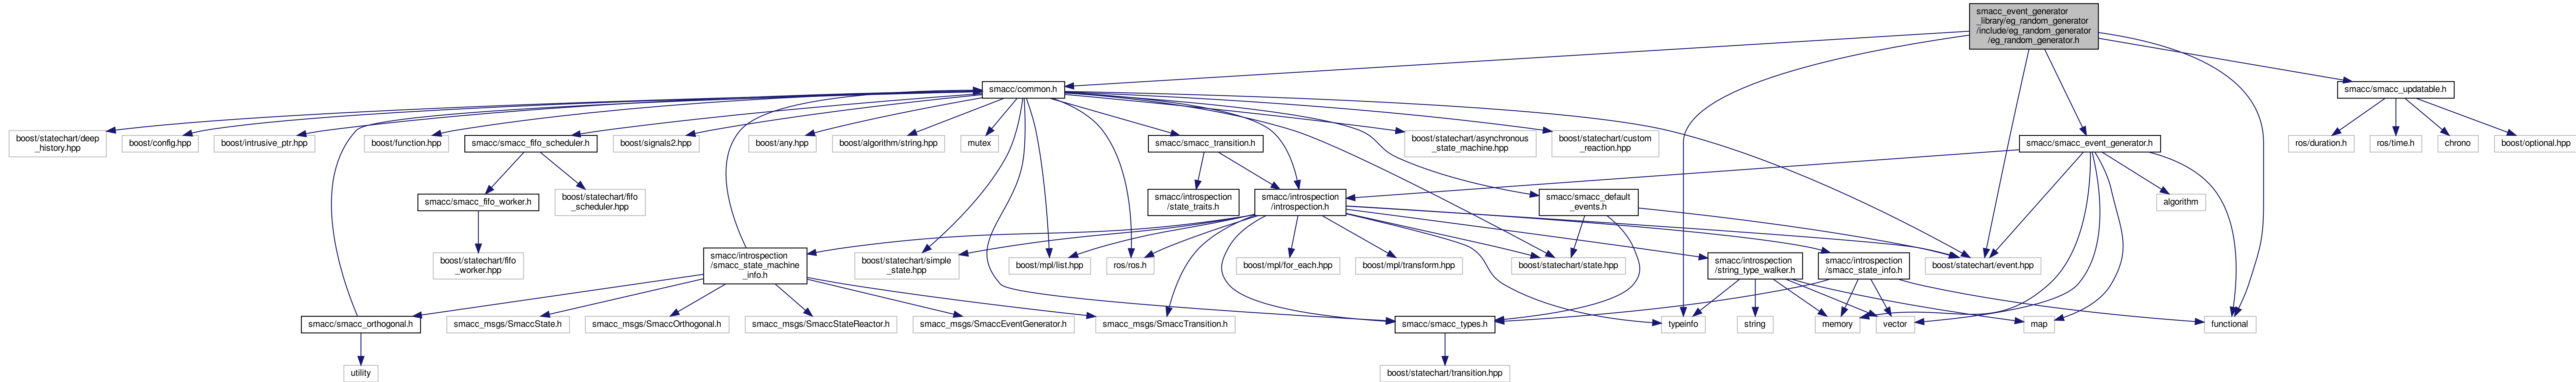 smacc_event_generator
_library/eg_random_generator
/include/eg_random_generator
/eg_random_generator.h
smacc/common.h
smacc/smacc_updatable.h
boost/statechart/deep
_history.hpp
boost/config.hpp
boost/intrusive_ptr.hpp
boost/function.hpp
smacc/smacc_fifo_scheduler.h
boost/signals2.hpp
boost/any.hpp
boost/algorithm/string.hpp
mutex
smacc/smacc_transition.h
boost/statechart/asynchronous
_state_machine.hpp
boost/statechart/custom
_reaction.hpp
smacc/smacc_event_generator.h
ros/duration.h
ros/time.h
chrono
boost/optional.hpp
smacc/smacc_fifo_worker.h
boost/statechart/fifo
_scheduler.hpp
smacc/introspection
/state_traits.h
smacc/introspection
/introspection.h
smacc/smacc_default
_events.h
algorithm
boost/statechart/fifo
_worker.hpp
smacc/introspection
/smacc_state_machine
_info.h
boost/statechart/simple
_state.hpp
boost/mpl/list.hpp
ros/ros.h
boost/mpl/for_each.hpp
boost/mpl/transform.hpp
boost/statechart/state.hpp
smacc/introspection
/string_type_walker.h
smacc/introspection
/smacc_state_info.h
boost/statechart/event.hpp
smacc/smacc_orthogonal.h
smacc_msgs/SmaccState.h
smacc_msgs/SmaccOrthogonal.h
smacc_msgs/SmaccStateReactor.h
smacc_msgs/SmaccEventGenerator.h
smacc_msgs/SmaccTransition.h
smacc/smacc_types.h
typeinfo
string
memory
vector
map
functional
utility
boost/statechart/transition.hpp